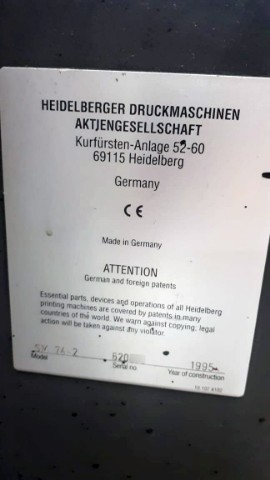 HEIDELBERGER DRUCKMASCHINEN
AKTJENGESELLSCHAFT
Kurfürsten-Anlage 52-60
69115 Heidelberg
Germany
CE
Made in Germany
ATTENTION
German and foreign patents
Essential parts, devices and operations of all Heidelberg
printing machines are covered by patents in many
countries of the world. We warn against copying; legal
action will be taken against any violator.
620 1995
Model Serial no. Year of construction